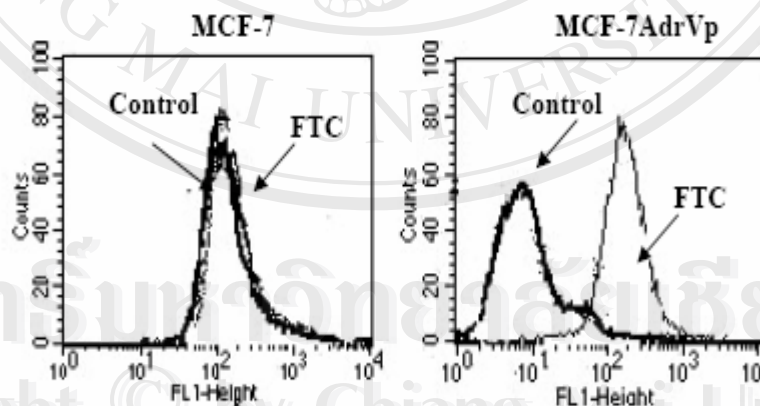 MCF-7
100
80
60
40
20
0
Counts
Control
FTC
10^0 10^1 10^2 10^3 10^4
FL1-Height
MCF-7AdrVp
100
80
60
40
20
0
Counts
Control
FTC
10^0 10^1 10^2 10^3
FL1-Height
MAI UNIVERSI